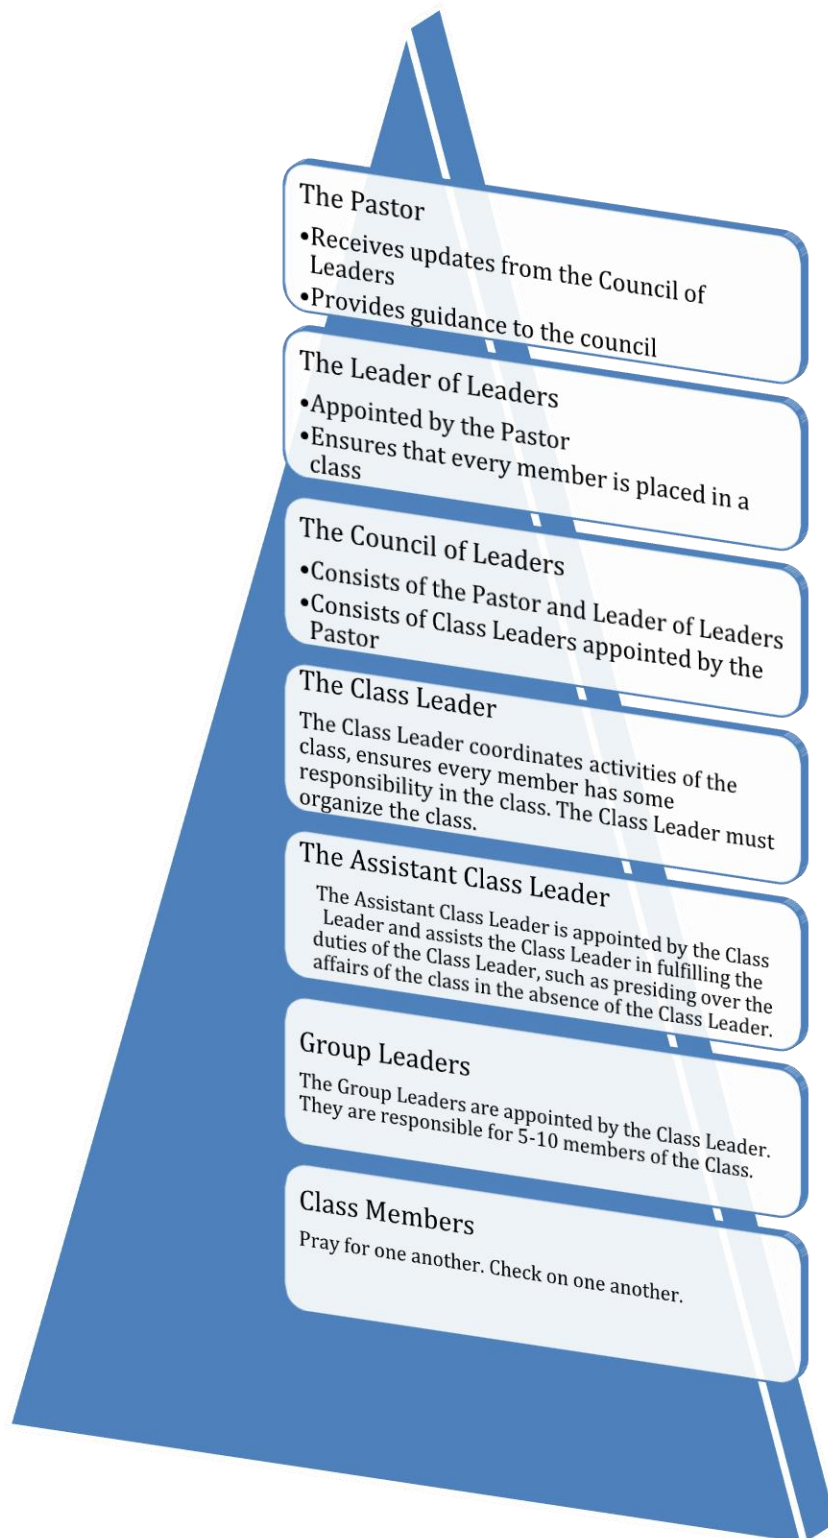 The Pastor
•Receives updates from the Council of
Leaders
•Provides guidance to the council
The Leader of Leaders
•Appointed by the Pastor
•Ensures that every member is placed in a
class
The Council of Leaders
•Consists of the Pastor and Leader of Leaders
•Consists of Class Leaders appointed by the
Pastor
The Class Leader
The Class Leader coordinates activities of the
class, ensures every member has some
responsibility in the class. The Class Leader must
organize the class.
The Assistant Class Leader
The Assistant Class Leader is appointed by the Class
Leader and assists the Class Leader in fulfilling the
duties of the Class Leader, such as presiding over the
affairs of the class in the absence of the Class Leader.
Group Leaders
The Group Leaders are appointed by the Class Leader.
They are responsible for 5-10 members of the Class.
Class Members
Pray for one another. Check on one another.